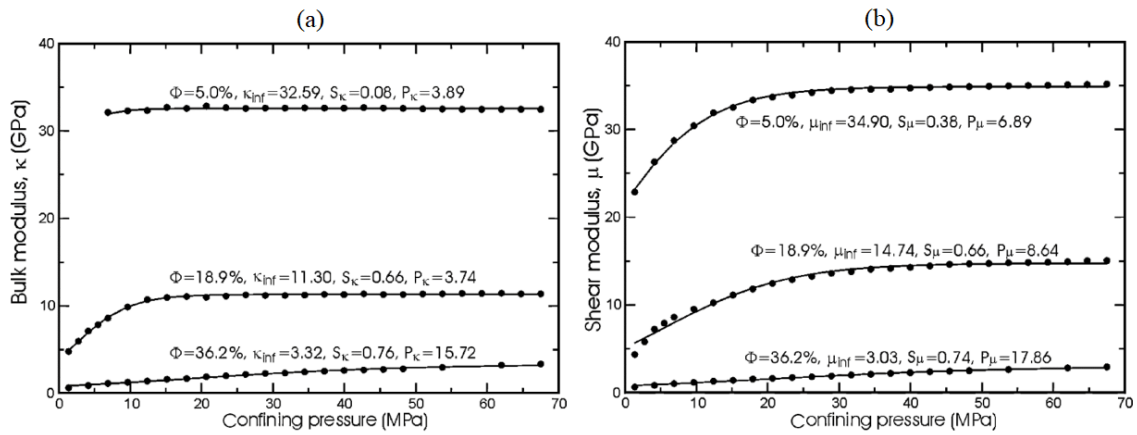 (a)
40
30
20
10
0
Bulk modulus, κ (GPa)
Φ=5.0%, κinf=32.59, Sκ=0.08, Pκ=3.89
Φ=18.9%, κinf=11.30, Sκ=0.66, Pκ=3.74
Φ=36.2%, κinf=3.32, Sκ=0.76, Pκ=15.72
0 10 20 30 40 50 60 70
Confining pressure (MPa)
(b)
40
30
20
10
0
Shear modulus, μ (GPa)
Φ=5.0%, μinf=34.90, Sμ=0.38, Pμ=6.89
Φ=18.9%, μinf=14.74, Sμ=0.66, Pμ=8.64
Φ=36.2%, μinf=3.03, Sμ=0.74, Pμ=17.86
0 10 20 30 40 50 60 70
Confining pressure (MPa)